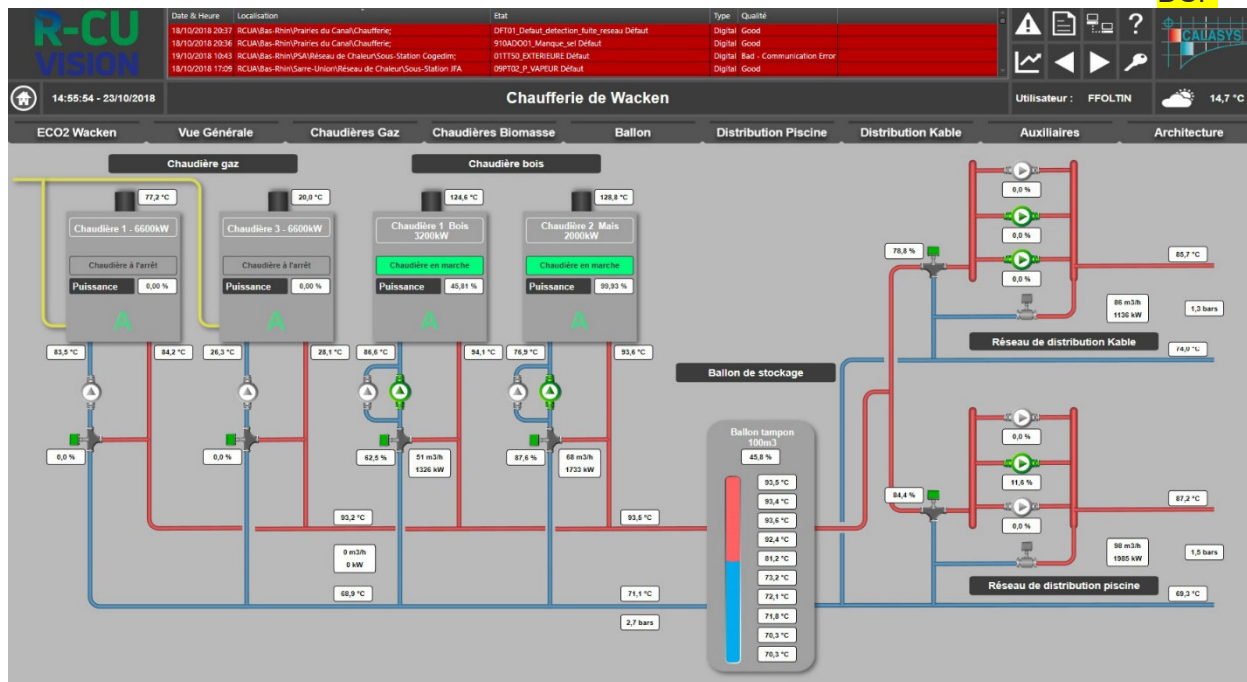 R-CU
VISION
Date & Heure Localisation Etat Type Qualité
18/10/2018 20:37 RCUA\Bas-Rhin\Prairies du Canal\Chaufferie; DFT01_Defaut_detection_fuite_reseau Défaut Digital Good
18/10/2018 20:36 RCUA\Bas-Rhin\Prairies du Canal\Chaufferie; 910ADO01_Manque_sel Défaut Digital Good
19/10/2018 10:43 RCUA\Bas-Rhin\PSA\Réseau de Chaleur\Sous-Station Cogedim; 01TT50_EXTERIEURE Défaut Digital Bad - Communication Error
18/10/2018 17:09 RCUA\Bas-Rhin\Sarre-Union\Réseau de Chaleur\Sous-Station JFA 09PT02_P_VAPEUR Défaut Digital Good
?
CALASYS
14:55:54 - 23/10/2018 Chaufferie de Wacken Utilisateur : FFOLTIN 14,7 °C
ECO2 Wacken Vue Générale Chaudières Gaz Chaudières Biomasse Ballon Distribution Piscine Distribution Kable Auxiliaires Architecture
Chaudière gaz Chaudière bois
77,2 °C 20,0 °C 124,6 °C 128,8 °C
Chaudière 1 - 6600kW Chaudière 3 - 6600kW
Chaudière 1 Bois
3200kW
Chaudière 2 Mais
2000kW
Chaudière à l'arrêt Chaudière à l'arrêt Chaudière en marche Chaudière en marche
Puissance 0,00 % Puissance 0,00 % Puissance 45,81 % Puissance 99,93 %
A A A A
83,5 °C 84,2 °C 26,3 °C 28,1 °C 86,6 °C 94,1 °C 76,9 °C 93,6 °C
0,0 % 0,0 % 62,5 %
51 m3/h
1326 kW
87,6 %
68 m3/h
1733 kW
93,2 °C 93,5 °C
0 m3/h
0 kW
68,9 °C 71,1 °C
2,7 bars
Ballon de stockage
Ballon tampon
100m3
45,8 %
93,5 °C
93,4 °C
93,6 °C
92,4 °C
81,2 °C
73,2 °C
72,1 °C
71,8 °C
70,3 °C
70,3 °C
0,0 %
0,0 %
78,8 %
0,0 %
85,7 °C
86 m3/h
1136 kW
1,3 bars
Réseau de distribution Kable
74,0 °C
0,0 %
11,6 %
84,4 %
0,0 %
87,2 °C
98 m3/h
1985 kW
1,5 bars
Réseau de distribution piscine
69,3 °C